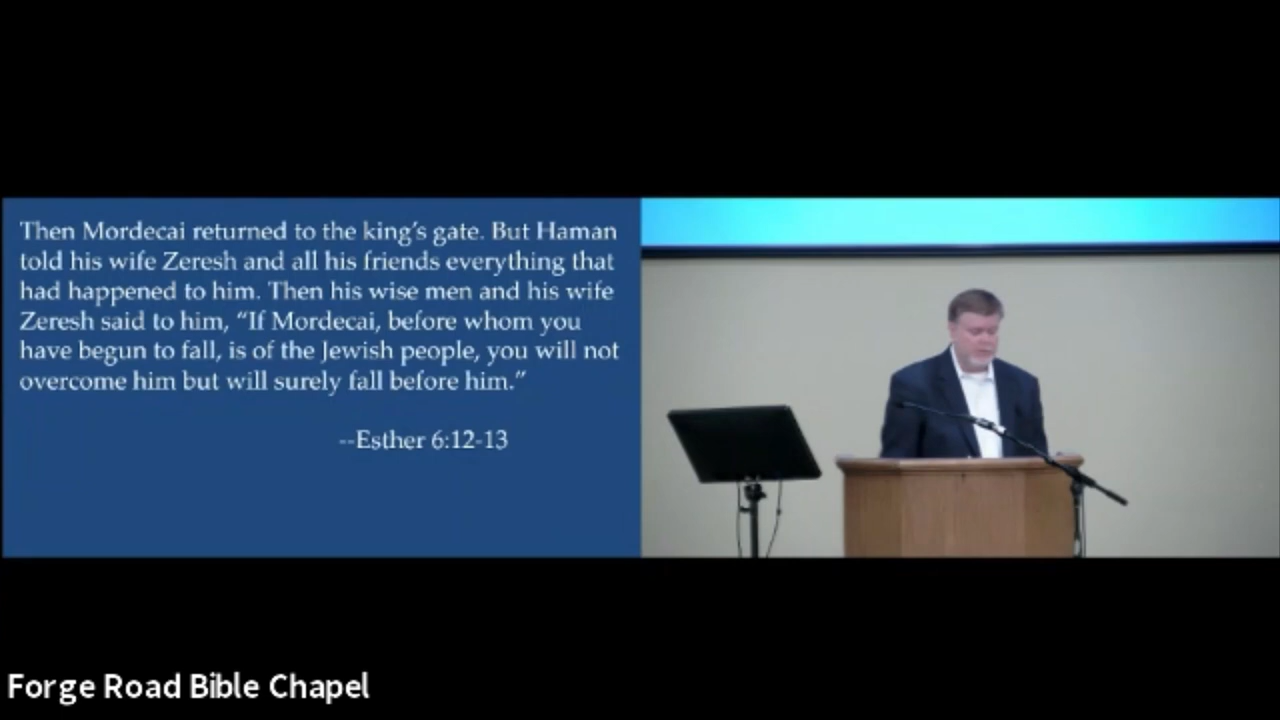 Then Mordecai returned to the king’s gate. But Haman
told his wife Zeresh and all his friends everything that
had happened to him. Then his wise men and his wife
Zeresh said to him, “If Mordecai, before whom you
have begun to fall, is of the Jewish people, you will not
overcome him but will surely fall before him.”
--Esther 6:12-13
Forge Road Bible Chapel